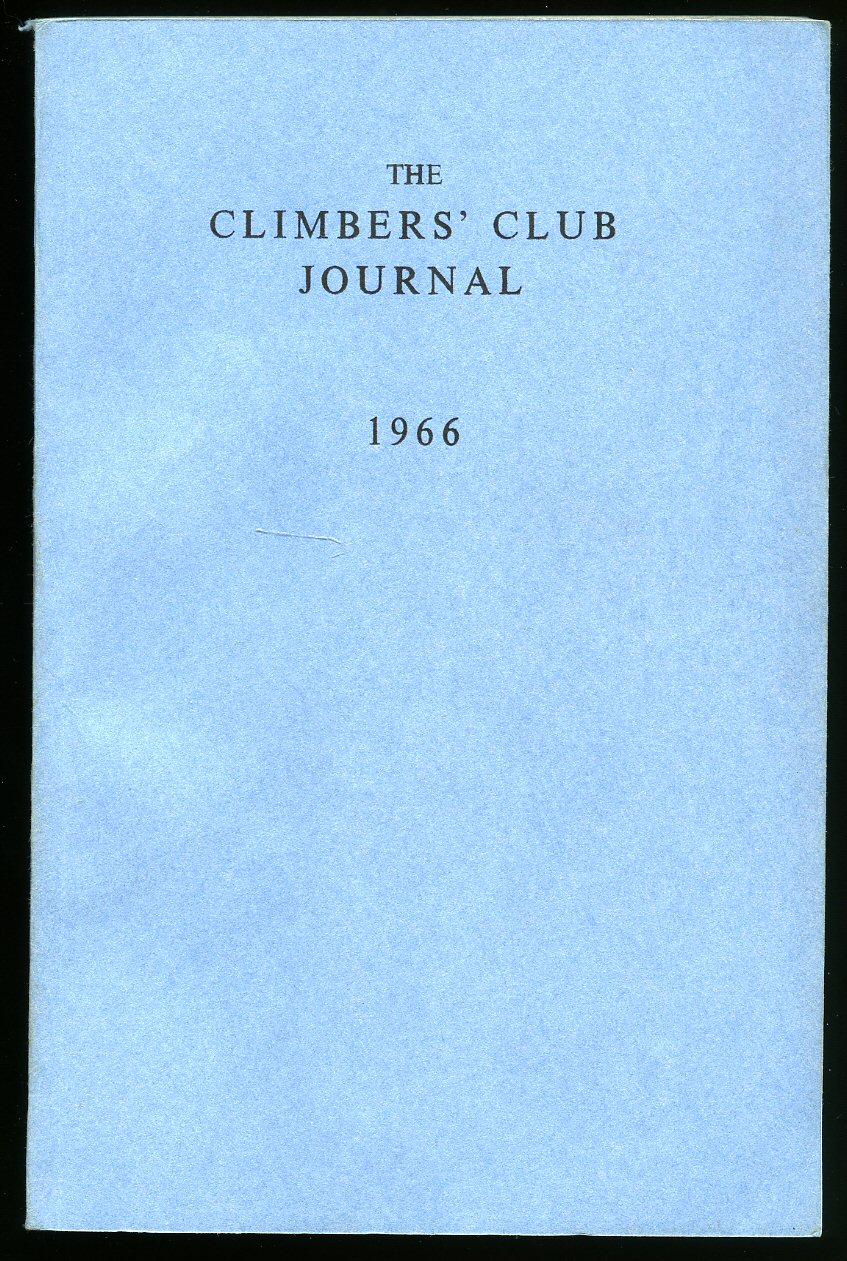 THE
CLIMBERS’ CLUB
JOURNAL
1966